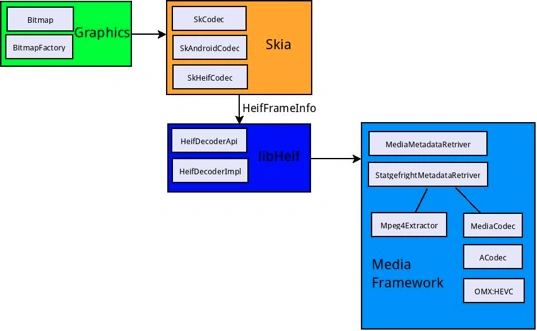 Bitmap
BitmapFactory
Graphics
SkCodec
SkAndroidCodec
SkHeifCodec
Skia
HeifFrameInfo
HeifDecoderApi
HeifDecoderImpl
libHeif
MediaMetadataRetriver
StatgefrightMetadataRetriver
Mpeg4Extractor
MediaCodec
ACodec
OMX:HEVC
Media
Framework